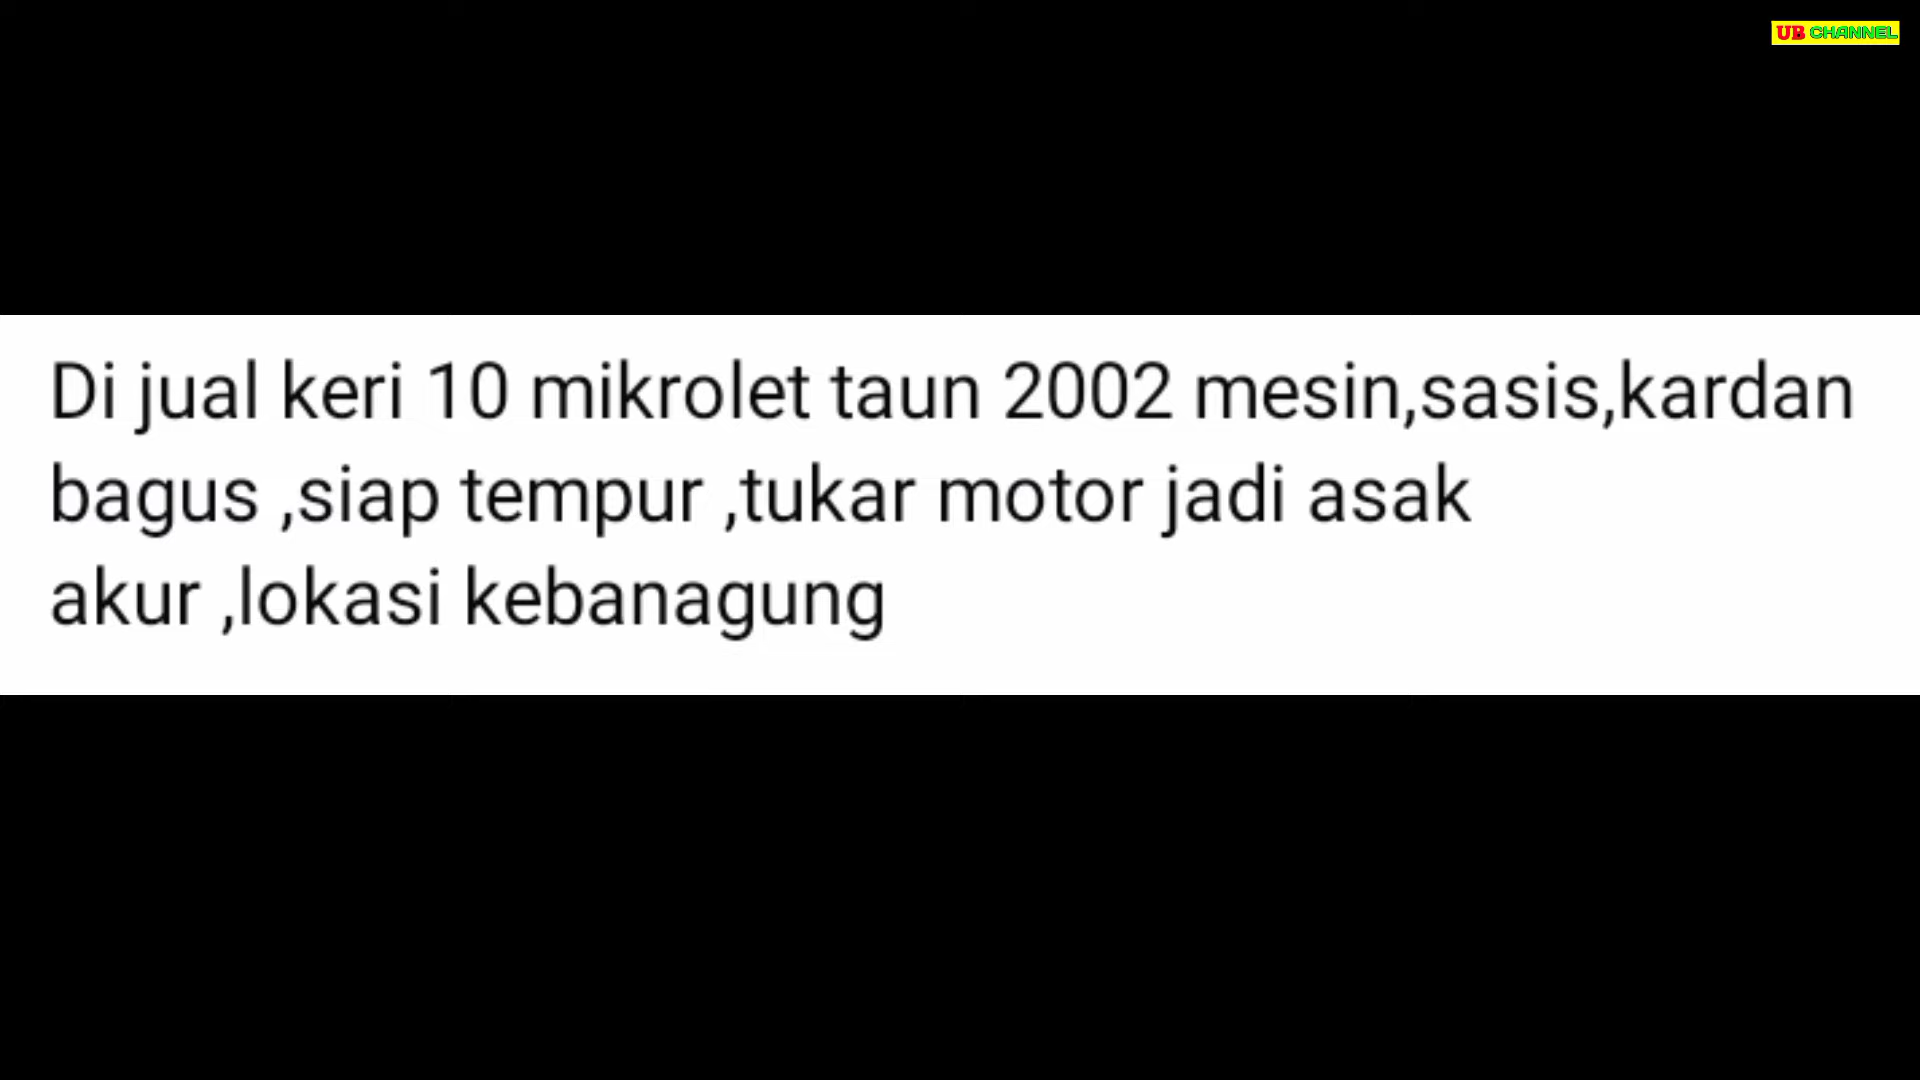 UB CHANNEL
Di jual keri 10 mikrolet taun 2002 mesin,sasis,kardan
bagus ,siap tempur ,tukar motor jadi asak
akur ,lokasi kebanagung